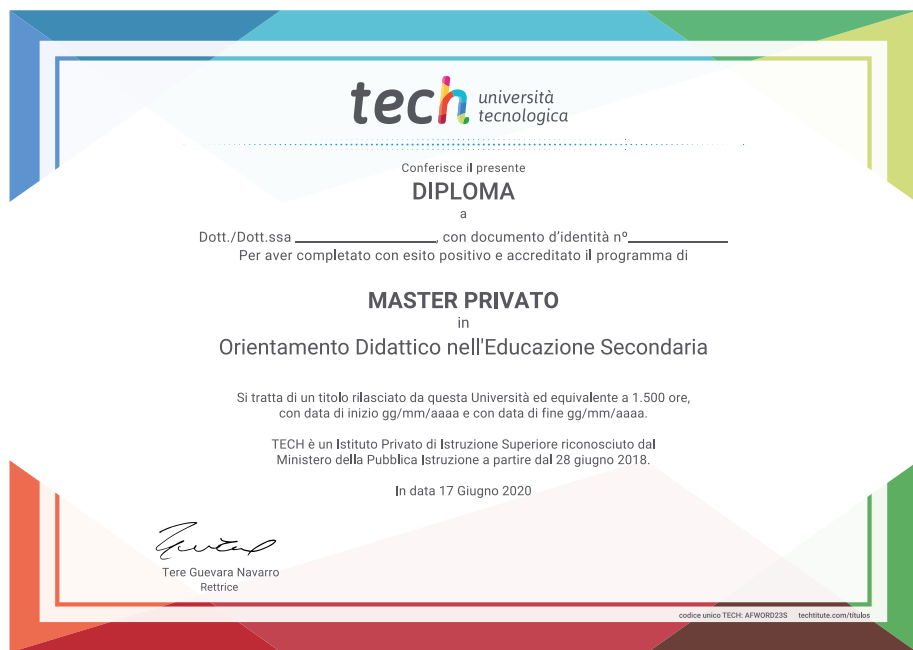 tech università
tecnologica
Conferisce il presente
DIPLOMA
a
Dott./Dott.ssa ________________, con documento d'identità nº____________
Per aver completato con esito positivo e accreditato il programma di
MASTER PRIVATO
in
Orientamento Didattico nell'Educazione Secondaria
Si tratta di un titolo rilasciato da questa Università ed equivalente a 1.500 ore,
con data di inizio gg/mm/aaaa e con data di fine gg/mm/aaaa.
TECH è un Istituto Privato di Istruzione Superiore riconosciuto dal
Ministero della Pubblica Istruzione a partire dal 28 giugno 2018.
In data 17 Giugno 2020
Tere Guevara Navarro
Rettrice
codice unico TECH: AFWORD23S techtitute.com/titulos